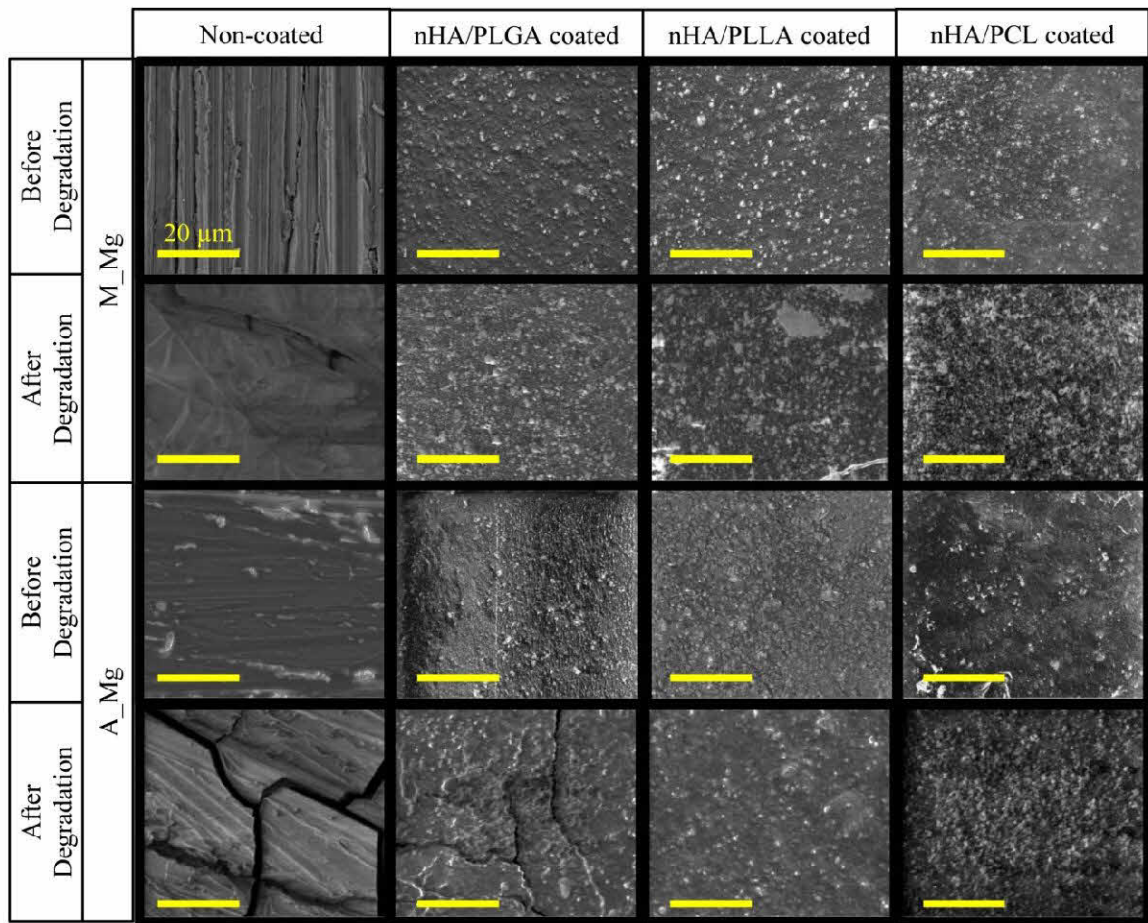 Non-coated
nHA/PLGA coated
nHA/PLLA coated
nHA/PCL coated
M_Mg
Before
Degradation
20 µm
After
Degradation
A_Mg
Before
Degradation
After
Degradation